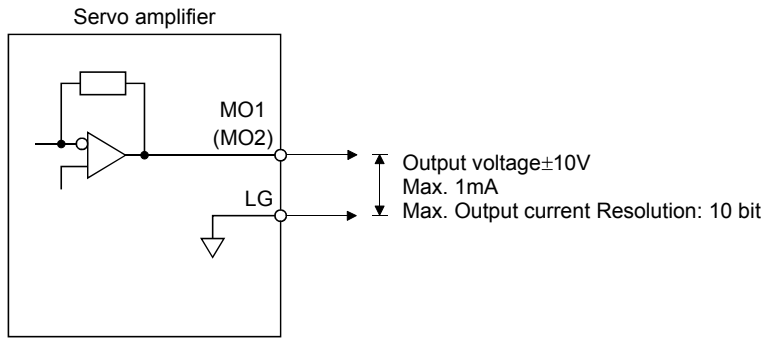 Servo amplifier
MO1
(MO2)
LG
Output voltage±10V
Max. 1mA
Max. Output current Resolution: 10 bit